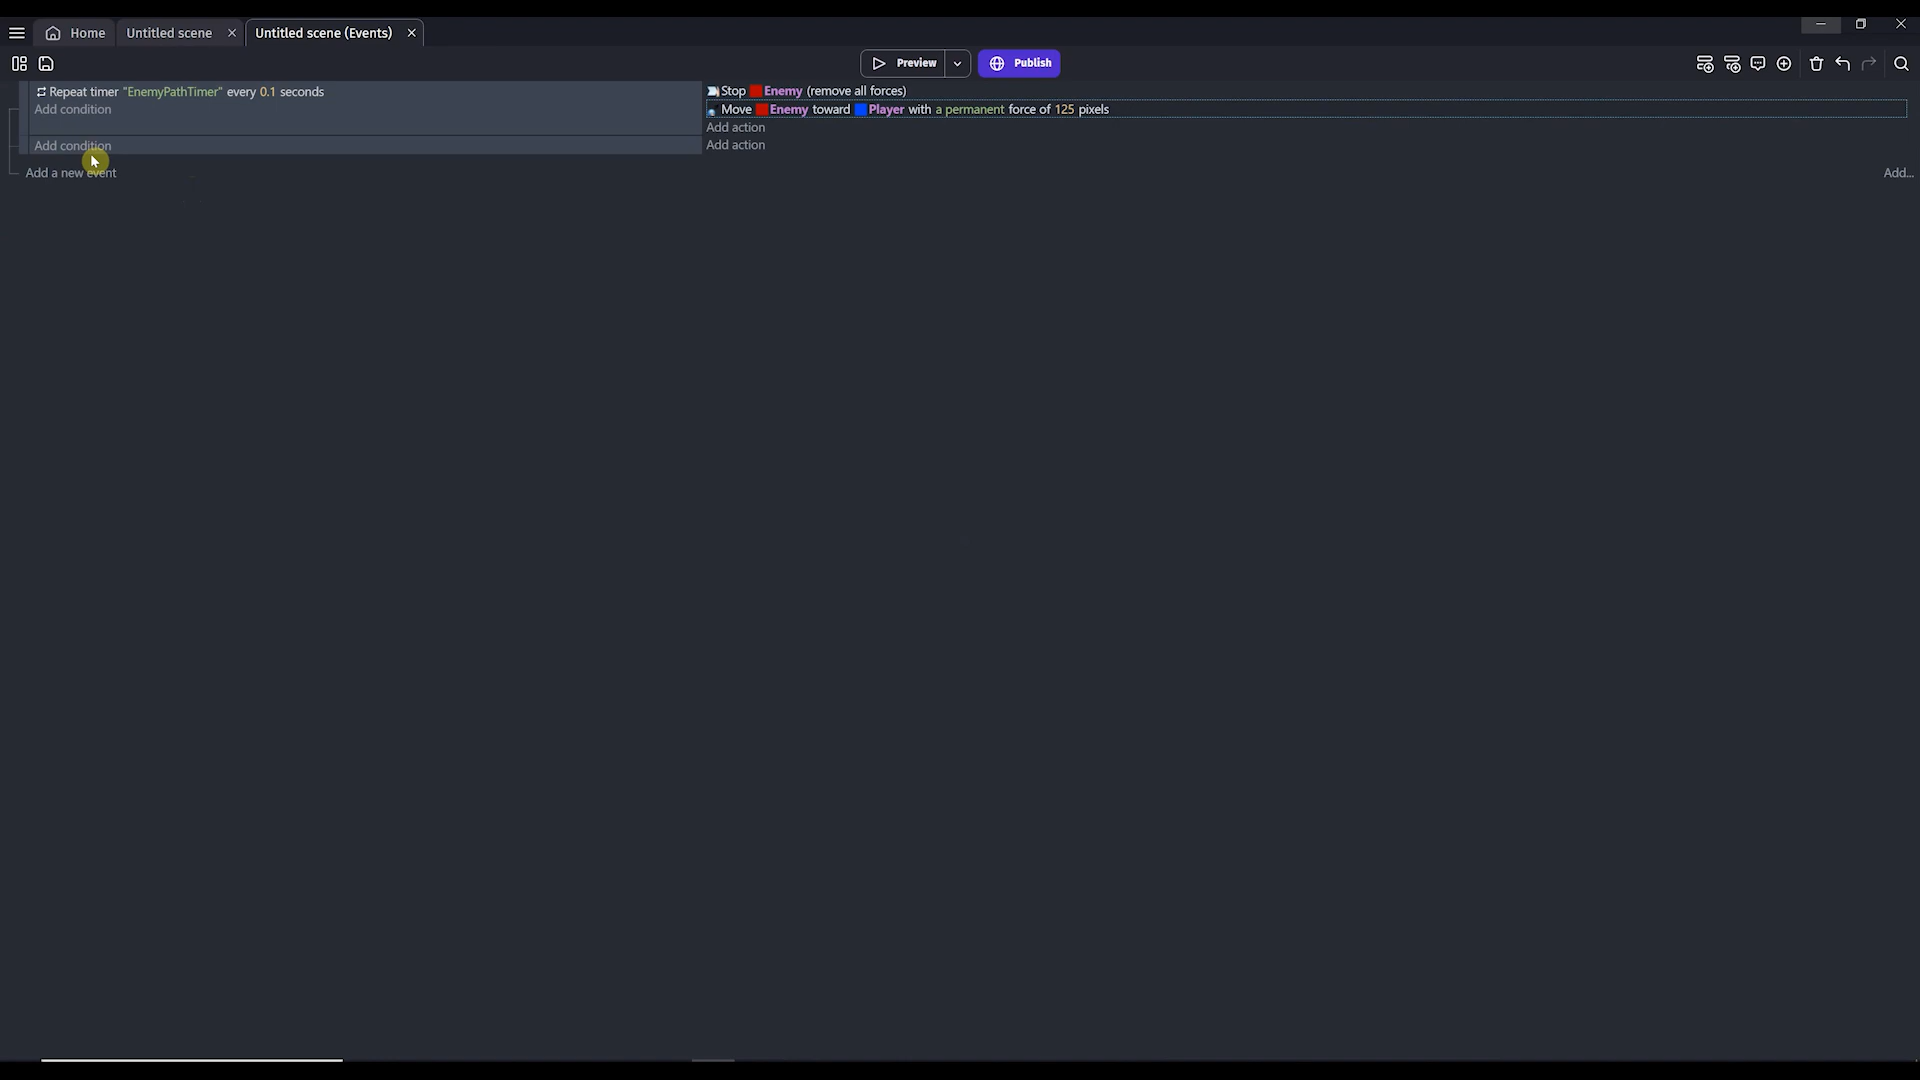 Home
Untitled scene
Untitled scene (Events)
Preview
Publish
Repeat timer "EnemyPathTimer" every 0.1 seconds
Add condition
Stop Enemy (remove all forces)
Move Enemy toward Player with a permanent force of 125 pixels
Add action
Add condition
Add action
Add a new event
Add...